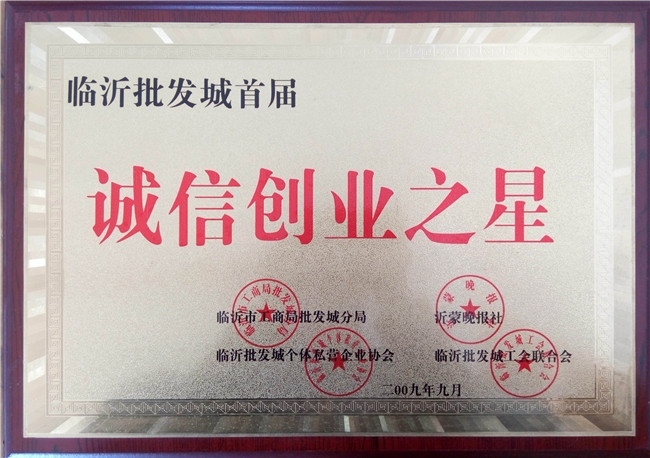 临沂批发城首届
诚信创业之星
临沂市工商局批发城分局 沂蒙晚报社
临沂批发城个体私营企业协会 临沂批发城工会联合会
二00九年九月